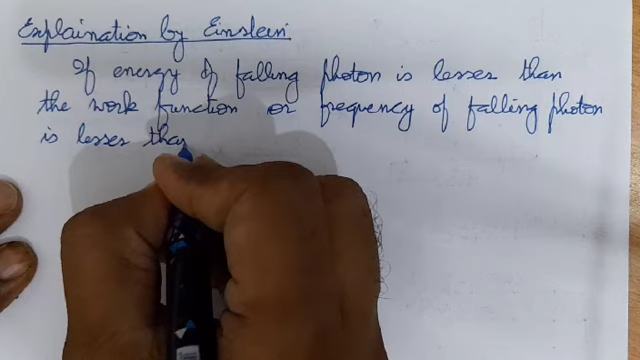 Explaination by Einstein:
If energy of falling photon is lesser than
the work function or frequency of falling photon
is lesser than